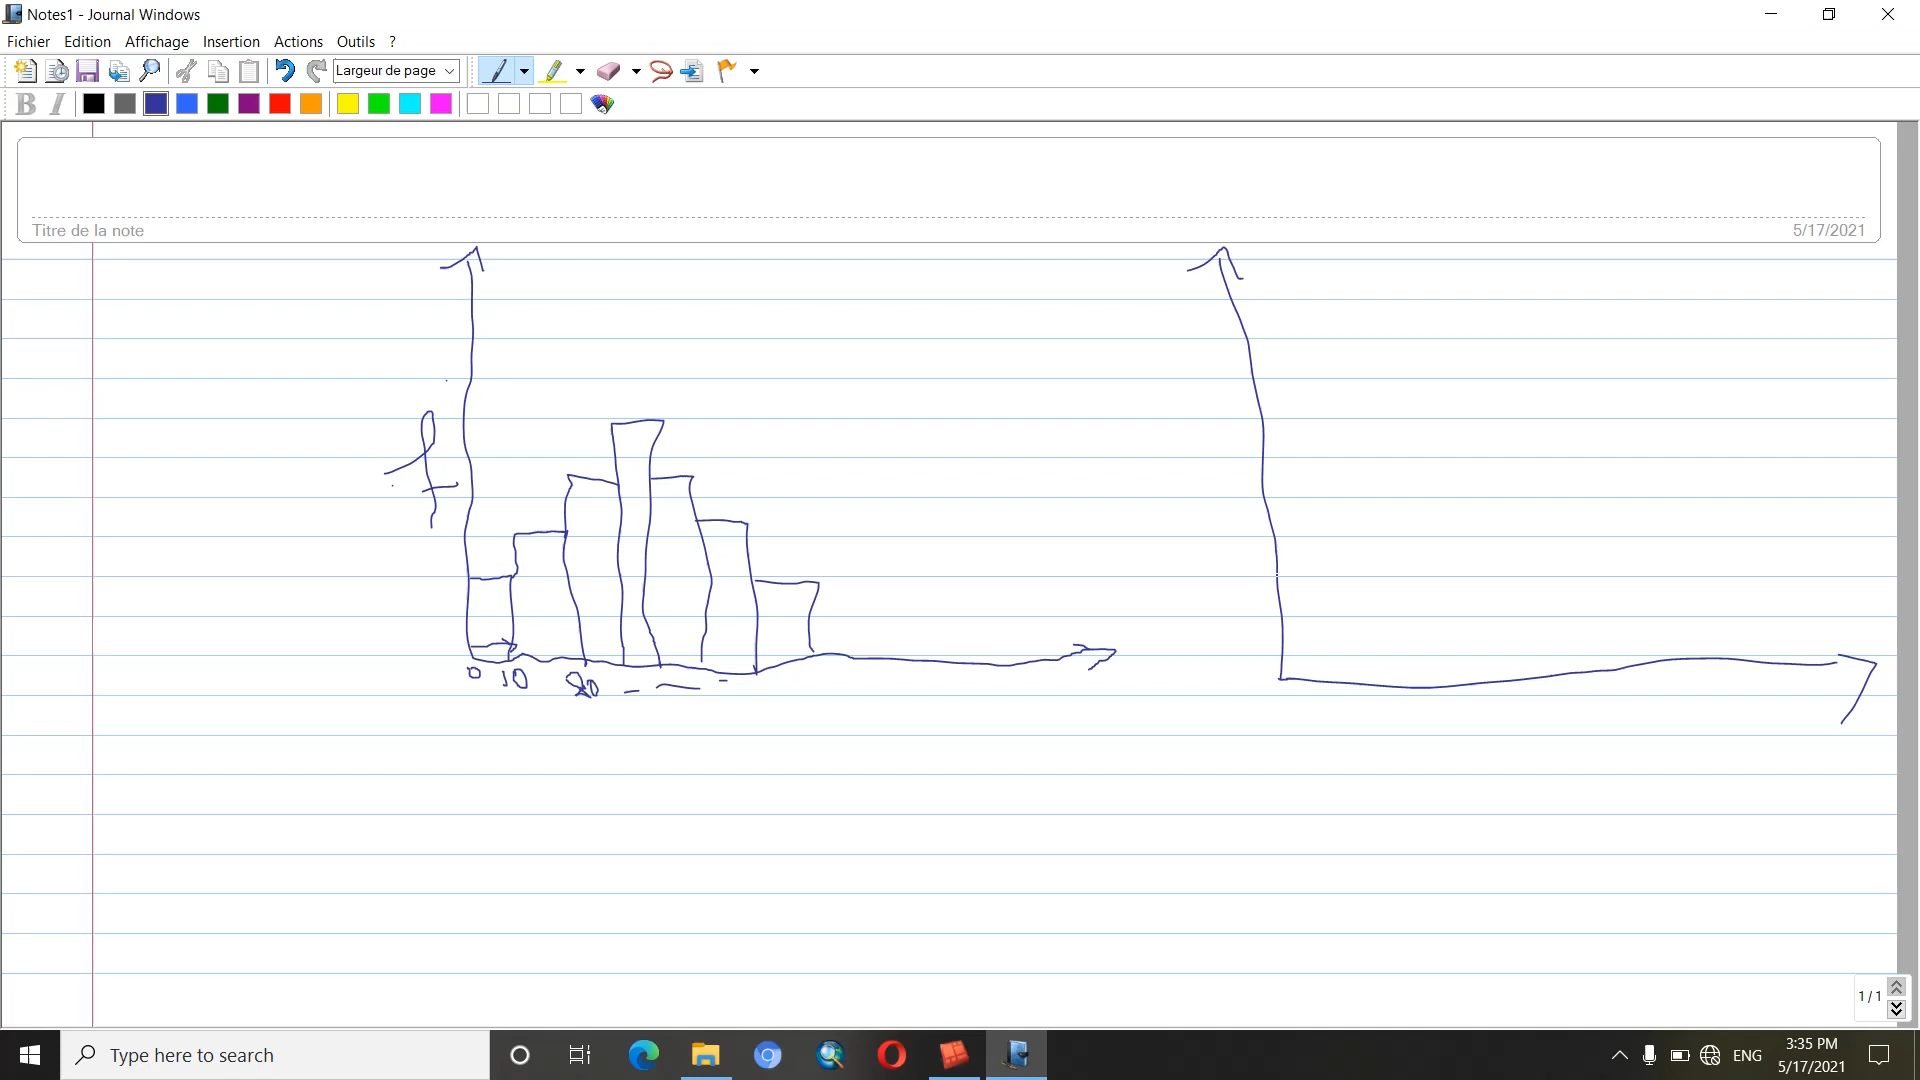 Notes1 - Journal Windows
Fichier Edition Affichage Insertion Actions Outils ?
Largeur de page
B I
Titre de la note
5/17/2021
f
0 10 20
1 / 1
Type here to search
ENG
3:35 PM
5/17/2021